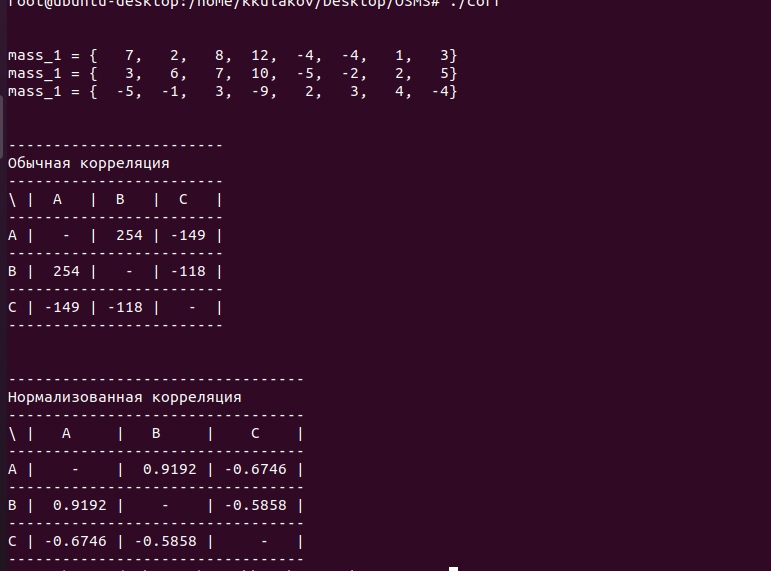 root@ubuntu-desktop:/home/kkutakov/Desktop/OSMS# ./corr
mass_1 = {   7,   2,   8,  12,  -4,  -4,   1,   3}
mass_1 = {   3,   6,   7,  10,  -5,  -2,   2,   5}
mass_1 = {  -5,  -1,   3,  -9,   2,   3,   4,  -4}
------------------------
Обычная корреляция
------------------------
\ |  A   |  B   |  C   |
------------------------
A |   -  |  254 | -149 |
------------------------
B |  254 |   -  | -118 |
------------------------
C | -149 | -118 |   -  |
------------------------
---------------------------------
Нормализованная корреляция
---------------------------------
\ |   A     |   B     |    C    |
---------------------------------
A |    -    |  0.9192 | -0.6746 |
---------------------------------
B |  0.9192 |    -    | -0.5858 |
---------------------------------
C | -0.6746 | -0.5858 |     -   |
---------------------------------